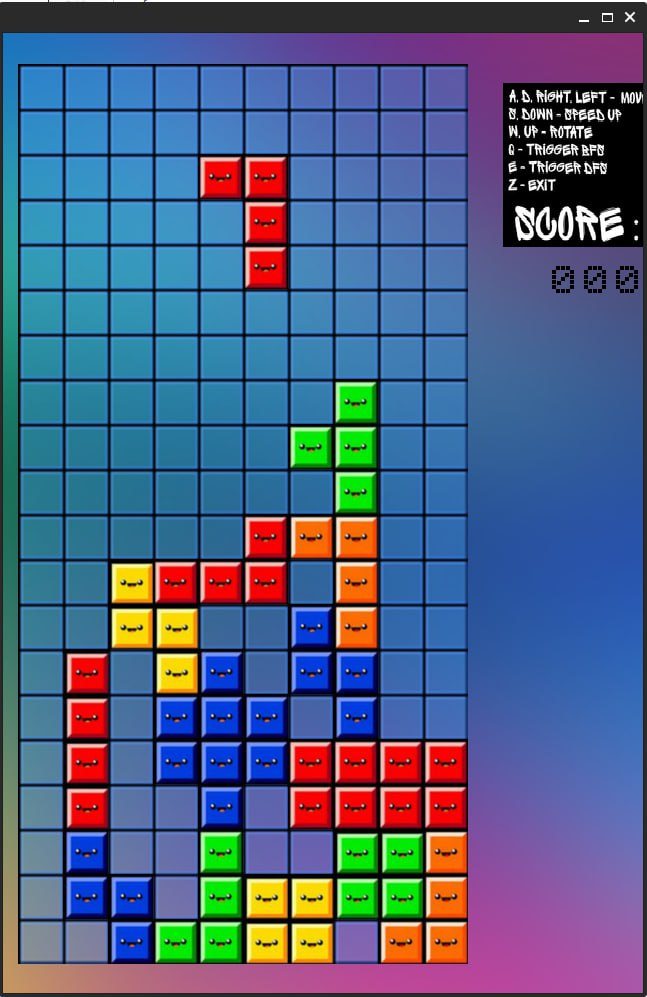 A, D, RIGHT, LEFT - MOV
S, DOWN - SPEED UP
W, UP - ROTATE
Q - TRIGGER BFS
E - TRIGGER DFS
Z - EXIT
SCORE :
000